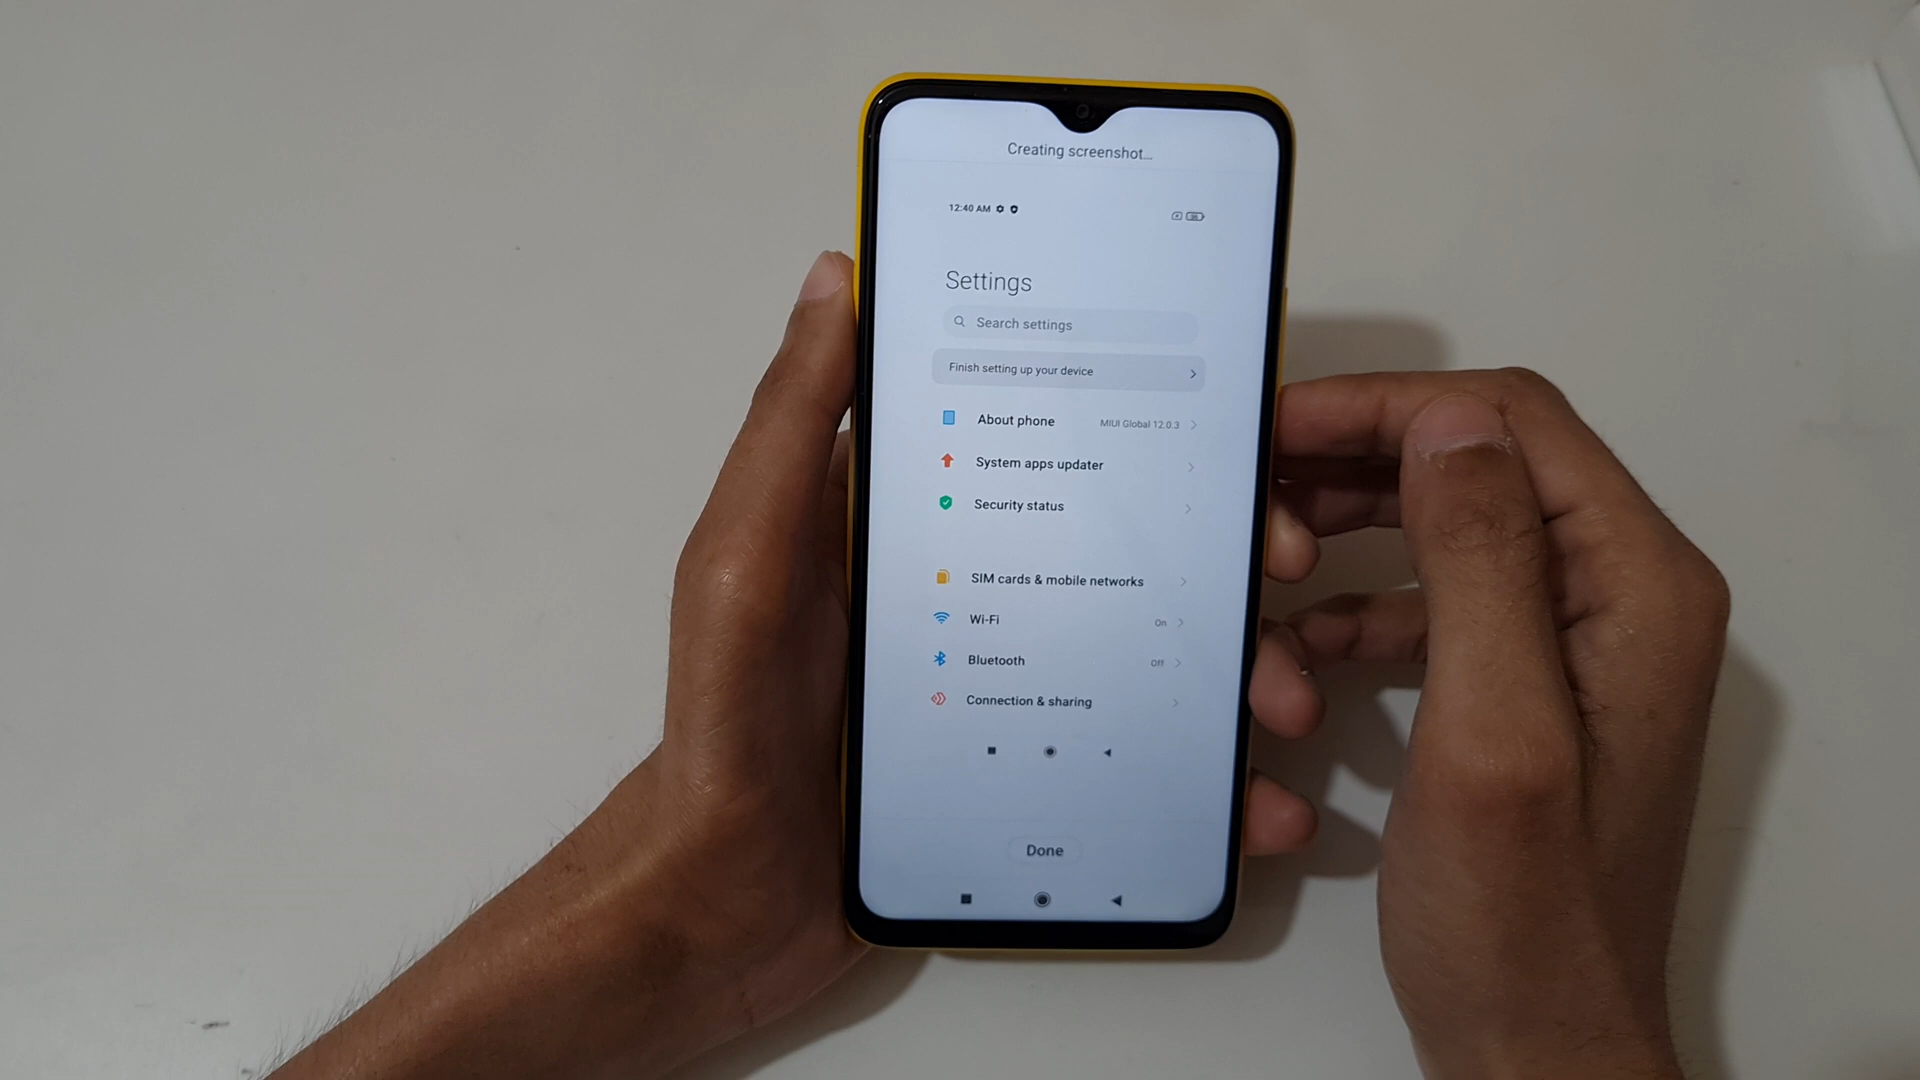 Creating screenshot...
12:40 AM
Settings
Search settings
Finish setting up your device
About phone MIUI Global 12.0.3
System apps updater
Security status
SIM cards & mobile networks
Wi-Fi On
Bluetooth Off
Connection & sharing
Done